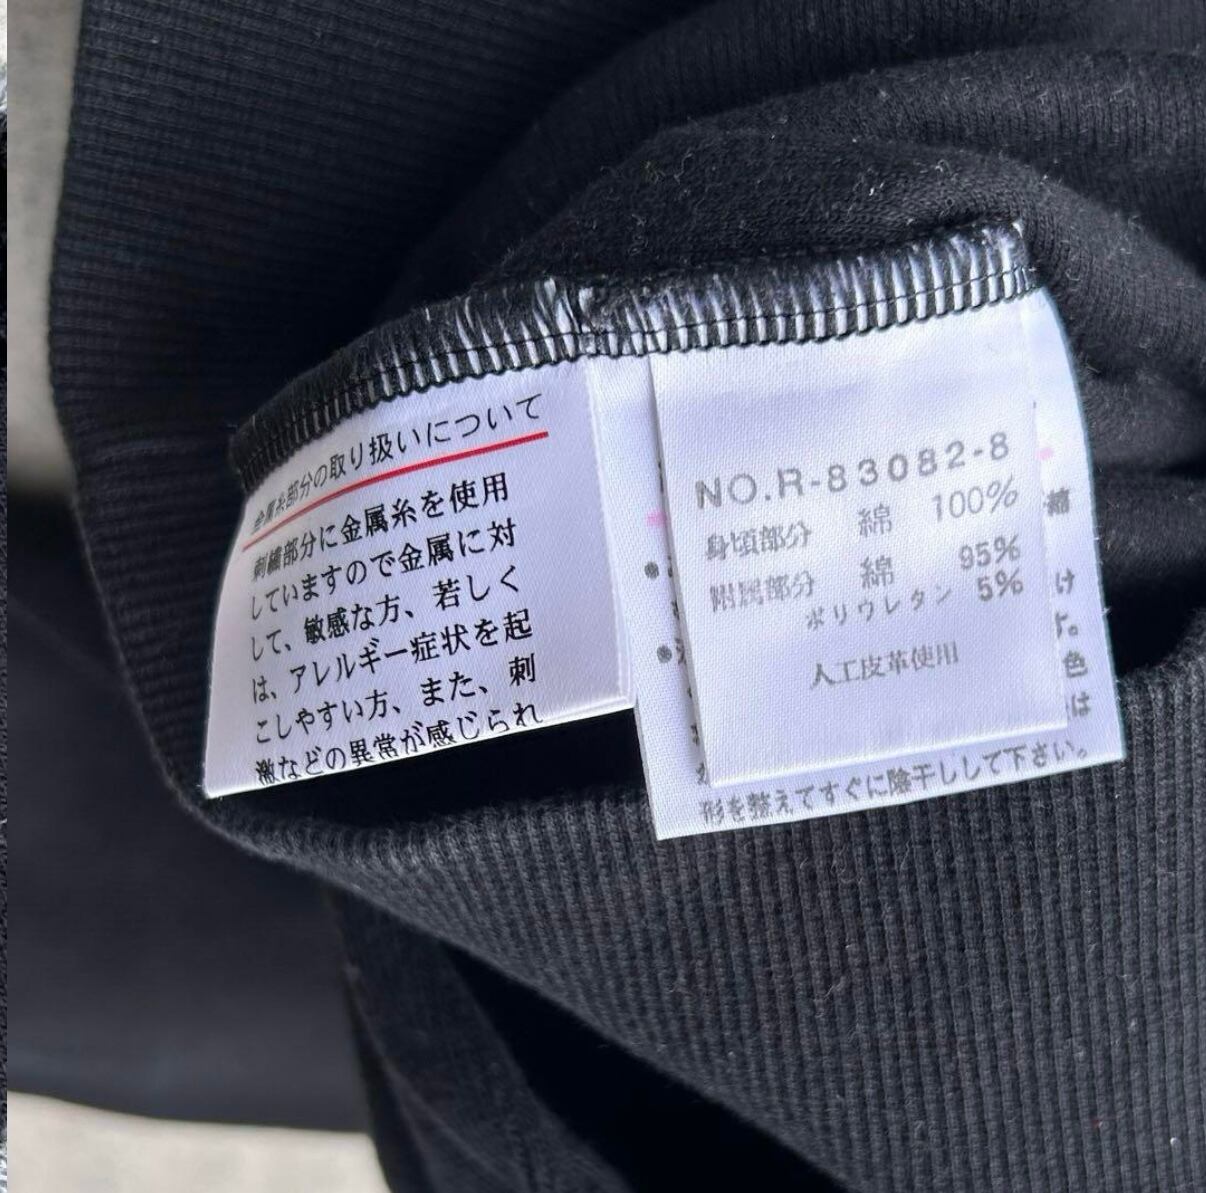 金属糸部分の取り扱いについて
刺繍部分に金属糸を使用
していますので金属に対
して、敏感な方、若しく
は、アレルギー症状を起
こしやすい方、また、刺
激などの異常が感じられ
NO.R-83082-8
身頃部分 綿 100%
附属部分 綿 95%
ポリウレタン 5%
人工皮革使用
け
す。
色
は
形を整えてすぐに陰干しして下さい。